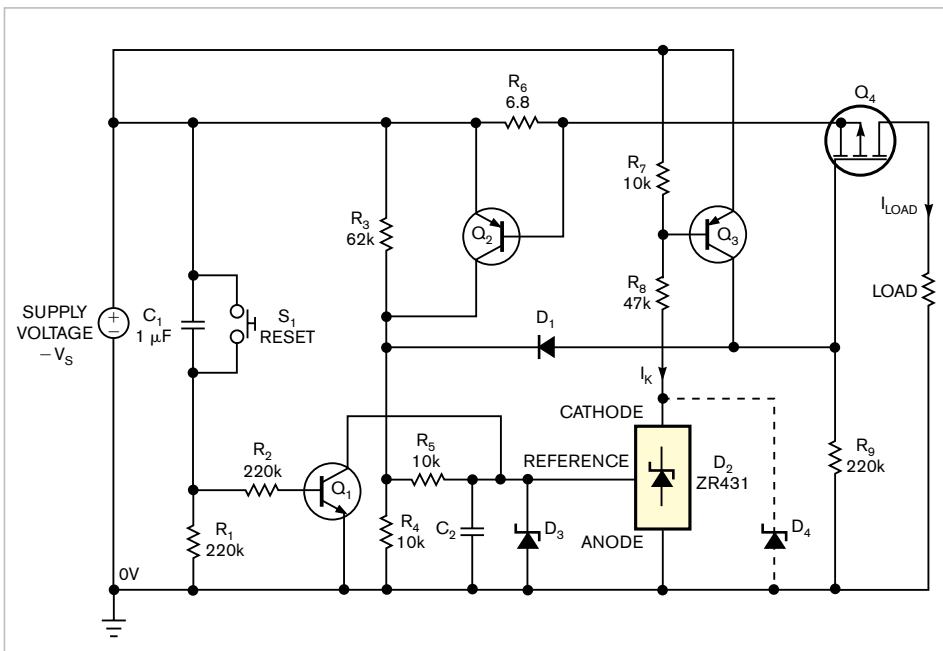 R6
6.8
Q4
R7
10k
ILOAD
R3
62k
Q2
Q3
R8
47k
LOAD
SUPPLY
VOLTAGE
–VS
C1
1 µF
S1
RESET
D1
IK
CATHODE
R2
220k
R5
10k
REFERENCE
D2
ZR431
R9
220k
Q1
R1
220k
R4
10k
C2
D3
D4
ANODE
0V